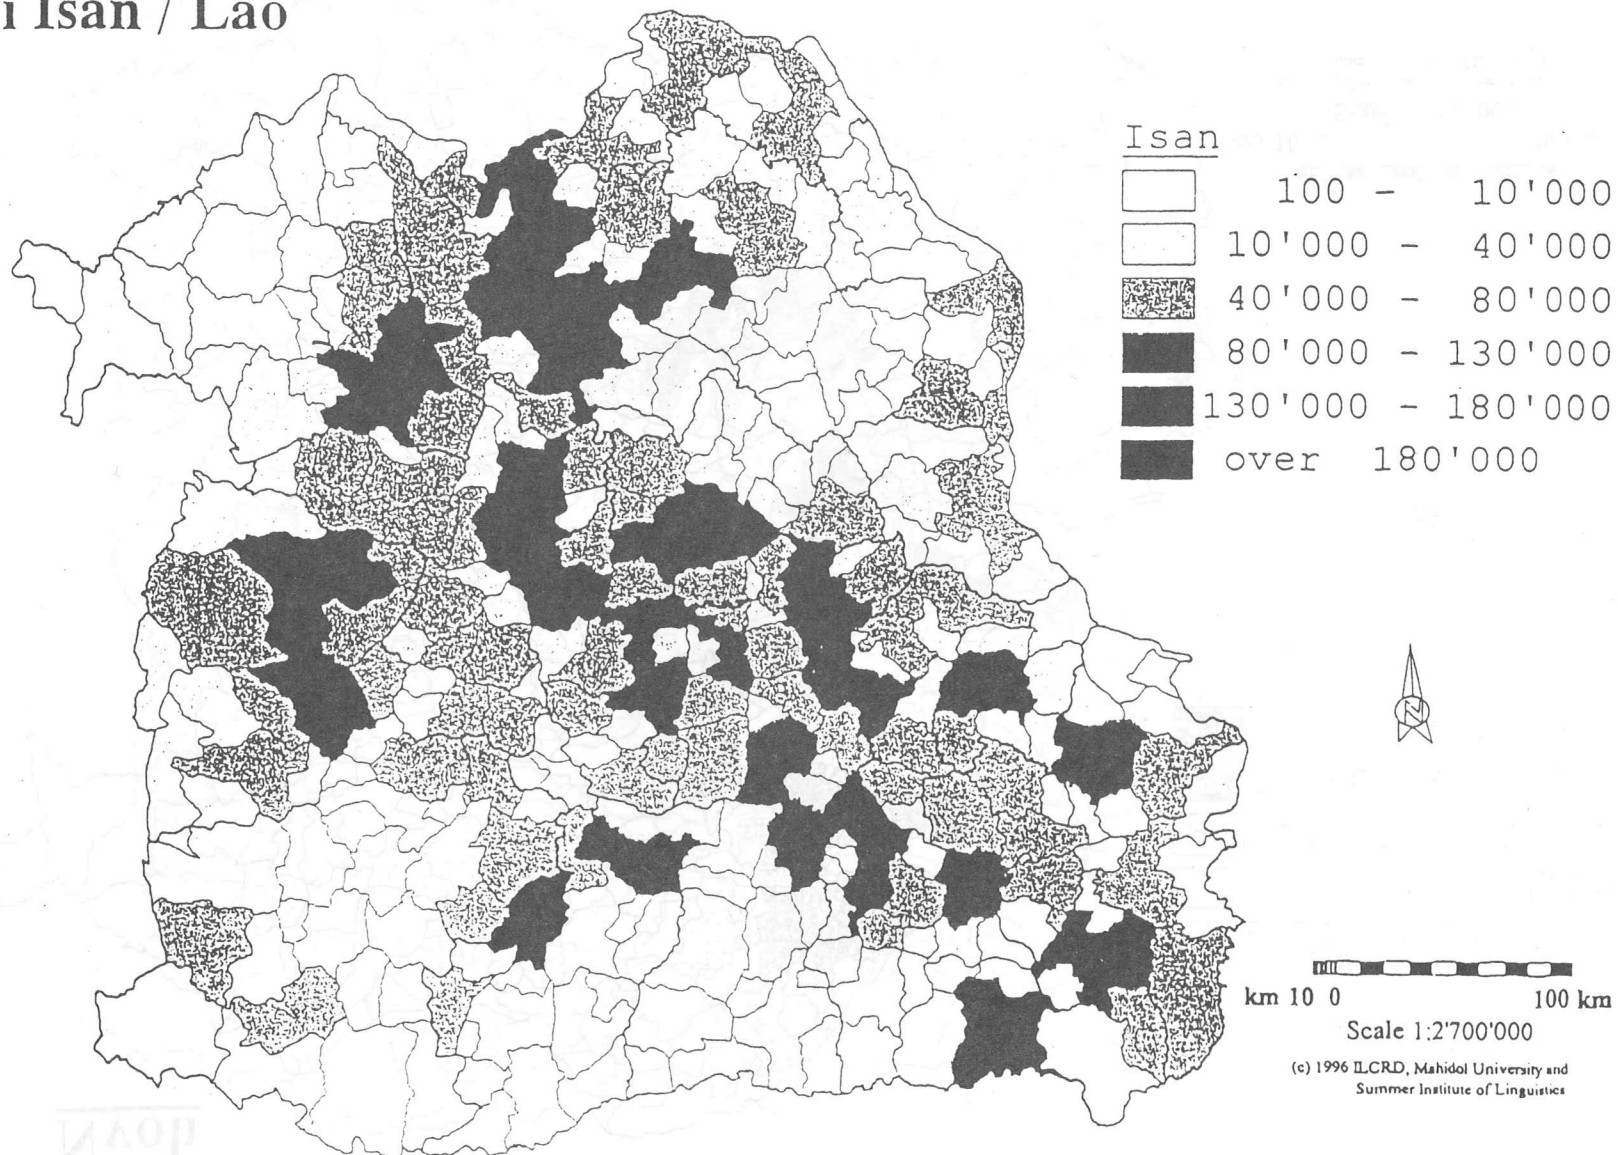 i Isan / Lao
Isan
100 - 10'000
10'000 - 40'000
40'000 - 80'000
80'000 - 130'000
130'000 - 180'000
over 180'000
N
km 10 0 100 km
Scale 1:2'700'000
(c) 1996 ILCRD, Mahidol University and
Summer Institute of Linguistics